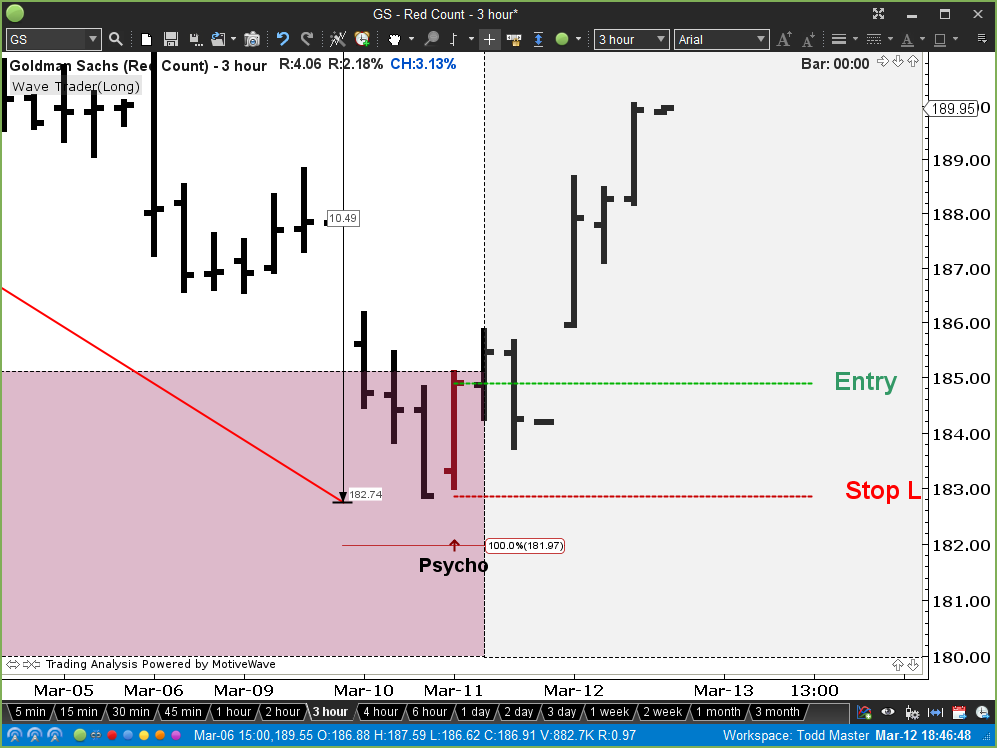 GS - Red Count - 3 hour*
GS
3 hour
Arial
A
A
A
Goldman Sachs (Red Count) - 3 hour R:4.06 R:2.18% CH:3.13%
Bar: 00:00
Wave Trader(Long)
189.95
189.00
10.49
188.00
187.00
186.00
185.00
Entry
184.00
182.74
183.00
Stop L
100.0%(181.97)
182.00
Psycho
181.00
180.00
Trading Analysis Powered by MotiveWave
Mar-05 Mar-06 Mar-09 Mar-10 Mar-11 Mar-12 Mar-13 13:00
5 min 15 min 30 min 45 min 1 hour 2 hour 3 hour 4 hour 6 hour 1 day 2 day 3 day 1 week 2 week 1 month 3 month
Mar-06 15:00,189.55 O:186.88 H:187.59 L:186.62 C:186.91 V:882.7K R:0.97 Workspace: Todd Master Mar-12 18:46:48